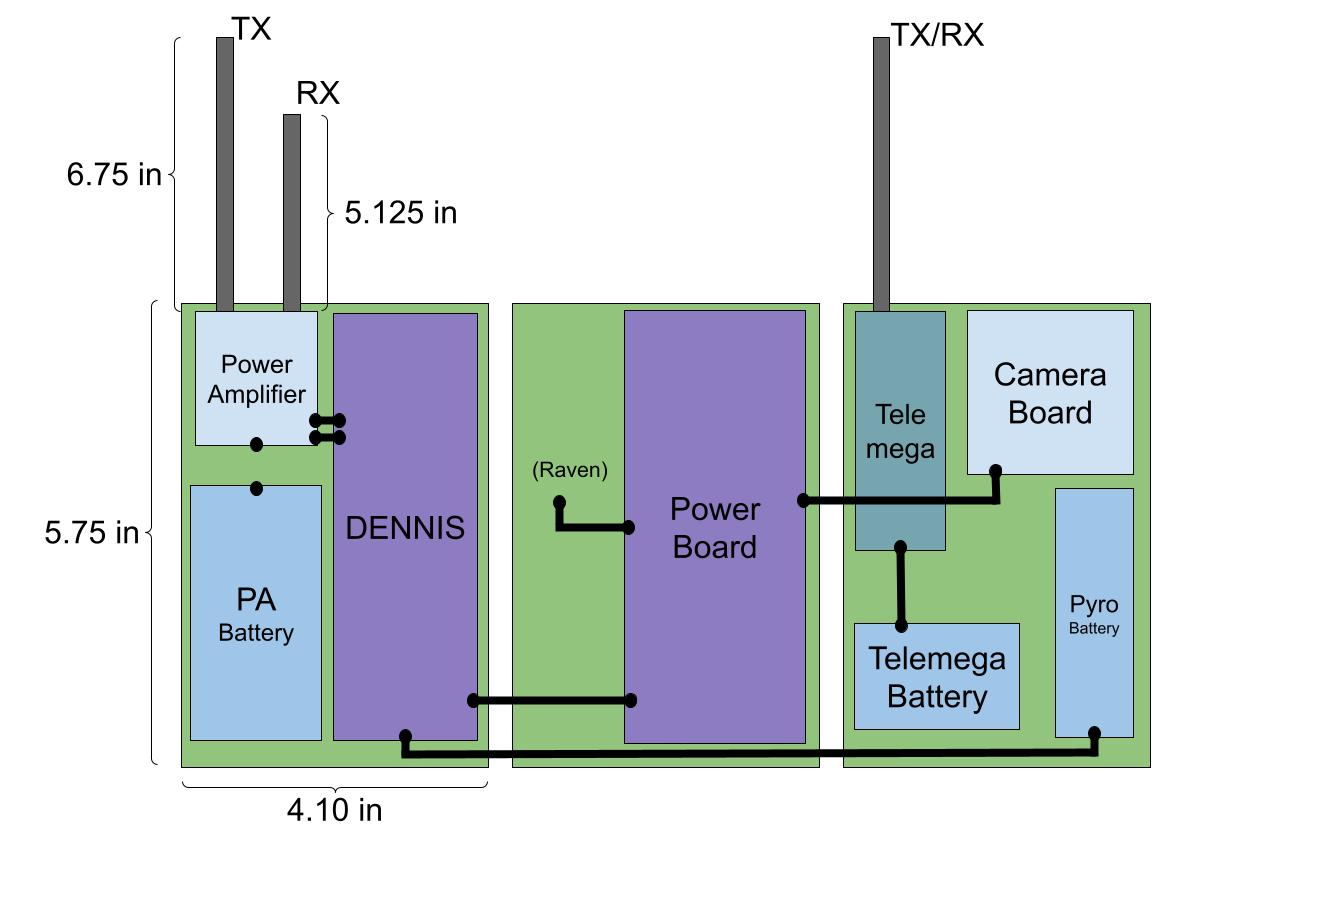 TX
TX/RX
RX
6.75 in
5.125 in
Power
Amplifier
DENNIS
PA
Battery
5.75 in
4.10 in
(Raven)
Power
Board
Tele
mega
Camera
Board
Telemega
Battery
Pyro
Battery